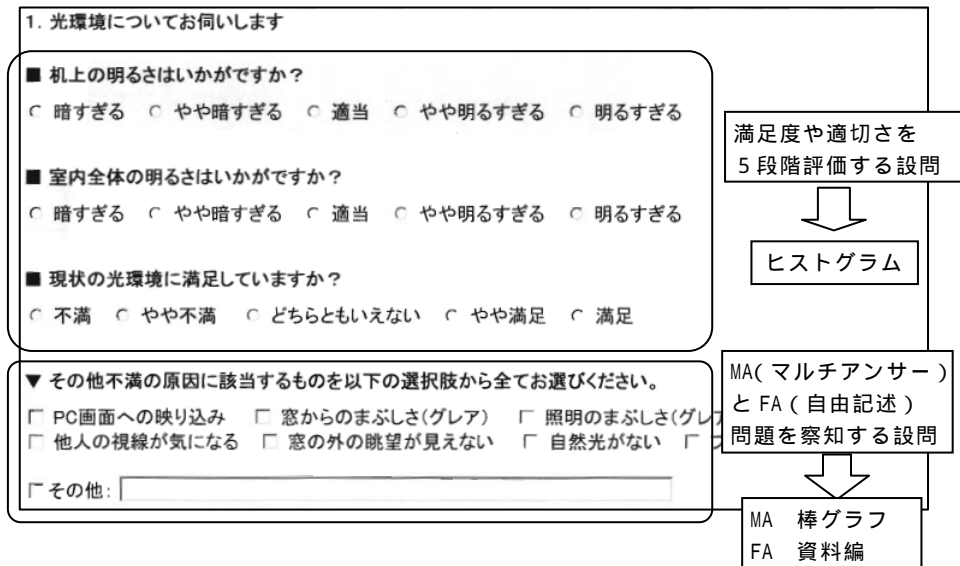 1. 光環境についてお伺いします
■ 机上の明るさはいかがですか？
暗すぎる やや暗すぎる 適当 やや明るすぎる 明るすぎる
■ 室内全体の明るさはいかがですか？
暗すぎる やや暗すぎる 適当 やや明るすぎる 明るすぎる
■ 現状の光環境に満足していますか？
不満 やや不満 どちらともいえない やや満足 満足
▼ その他不満の原因に該当するものを以下の選択肢から全てお選びください。
PC画面への映り込み 窓からのまぶしさ(グレア) 照明のまぶしさ(グレ
他人の視線が気になる 窓の外の眺望が見えない 自然光がない
その他:
満足度や適切さを
５段階評価する設問
ヒストグラム
MA(マルチアンサー)
とFA(自由記述)
問題を察知する設問
MA 棒グラフ
FA 資料編